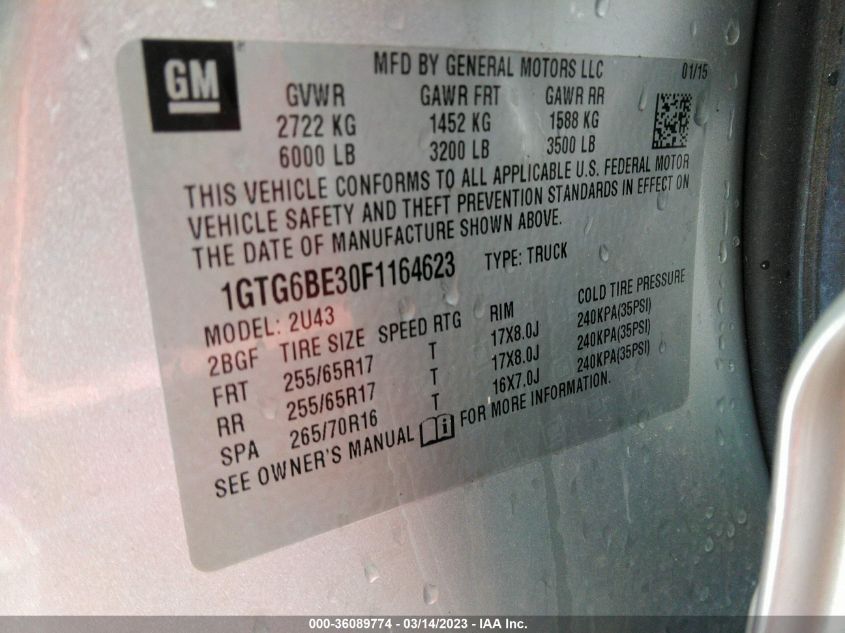 GM
MFD BY GENERAL MOTORS LLC 01/15
GVWR GAWR FRT GAWR RR
2722 KG 1452 KG 1588 KG
6000 LB 3200 LB 3500 LB
THIS VEHICLE CONFORMS TO ALL APPLICABLE U.S. FEDERAL MOTOR
VEHICLE SAFETY AND THEFT PREVENTION STANDARDS IN EFFECT ON
THE DATE OF MANUFACTURE SHOWN ABOVE.
1GTG6BE30F1164623 TYPE: TRUCK
MODEL: 2U43
2BGF TIRE SIZE SPEED RTG RIM COLD TIRE PRESSURE
FRT 255/65R17 T 17X8.0J 240KPA(35PSI)
RR 255/65R17 T 17X8.0J 240KPA(35PSI)
SPA 265/70R16 T 16X7.0J 240KPA(35PSI)
SEE OWNER'S MANUAL FOR MORE INFORMATION.
000-36089774 — 03/14/2023 — IAA Inc.